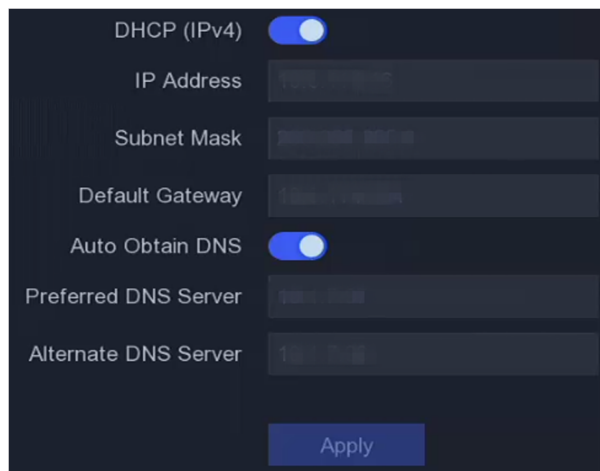 DHCP (IPv4)
IP Address
Subnet Mask
Default Gateway
Auto Obtain DNS
Preferred DNS Server
Alternate DNS Server
Apply